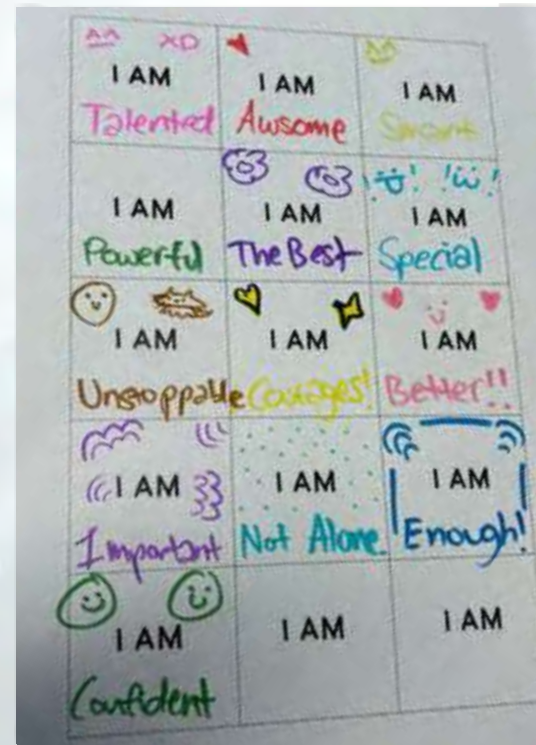 ^^ XD
I AM
Talented
I AM
Awsome
^^
I AM
Smart
I AM
Powerful
I AM
The Best
! !
! !
I AM
Special
I AM
Unstoppable
I AM
Courages!
I AM
Better!!
I AM
Important
I AM
Not Alone
I AM
Enough!
I AM
Confident
I AM
I AM